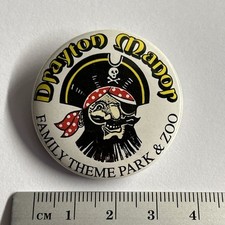 Drayton Manor
FAMILY THEME PARK & ZOO
CM 1 2 3 4